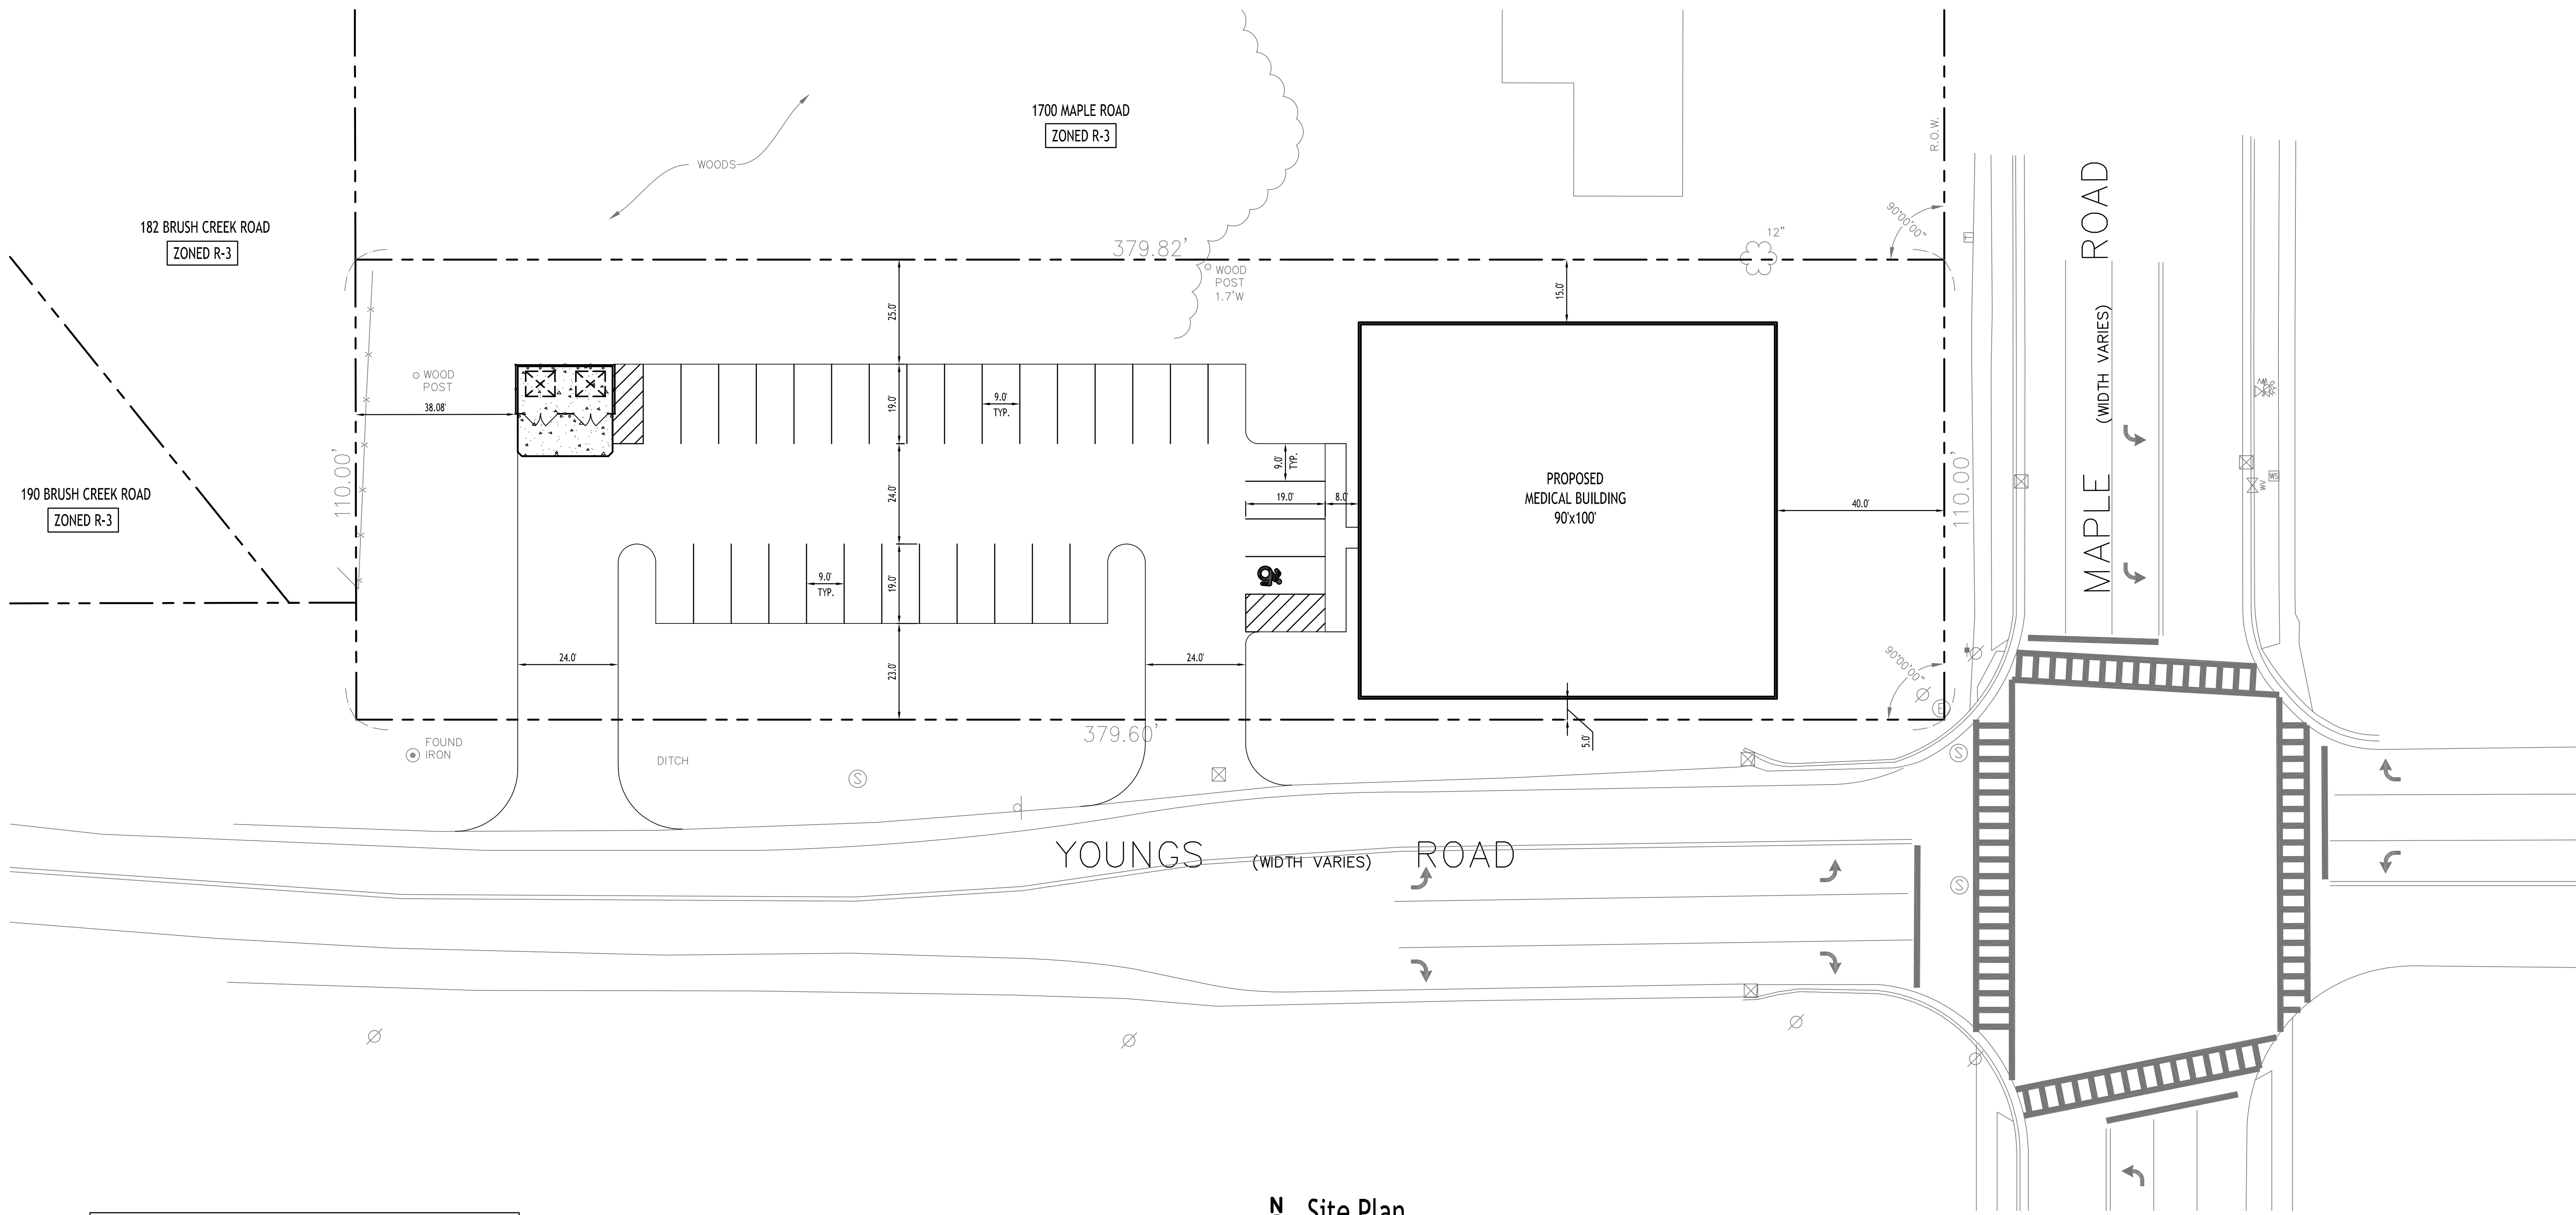 1700 MAPLE ROAD
ZONED R-3
WOODS
R.O.W.
182 BRUSH CREEK ROAD
ZONED R-3
190 BRUSH CREEK ROAD
ZONED R-3
379.82'
12"
90°00'00"
WOOD
POST
1.7'W
T
25.0'
15.0'
WOOD
POST
38.08'
19.0'
9.0'
TYP.
110.00'
24.0'
9.0'
TYP.
19.0'
8.0'
PROPOSED
MEDICAL BUILDING
90'x100'
40.0'
110.00'
MAPLE ROAD
(WIDTH VARIES)
WV
WS
9.0'
TYP.
19.0'
24.0'
23.0'
24.0'
90°00'00"
E
5.0'
379.60'
FOUND
IRON
DITCH
S
S
YOUNGS (WIDTH VARIES) ROAD
S
N Site Plan